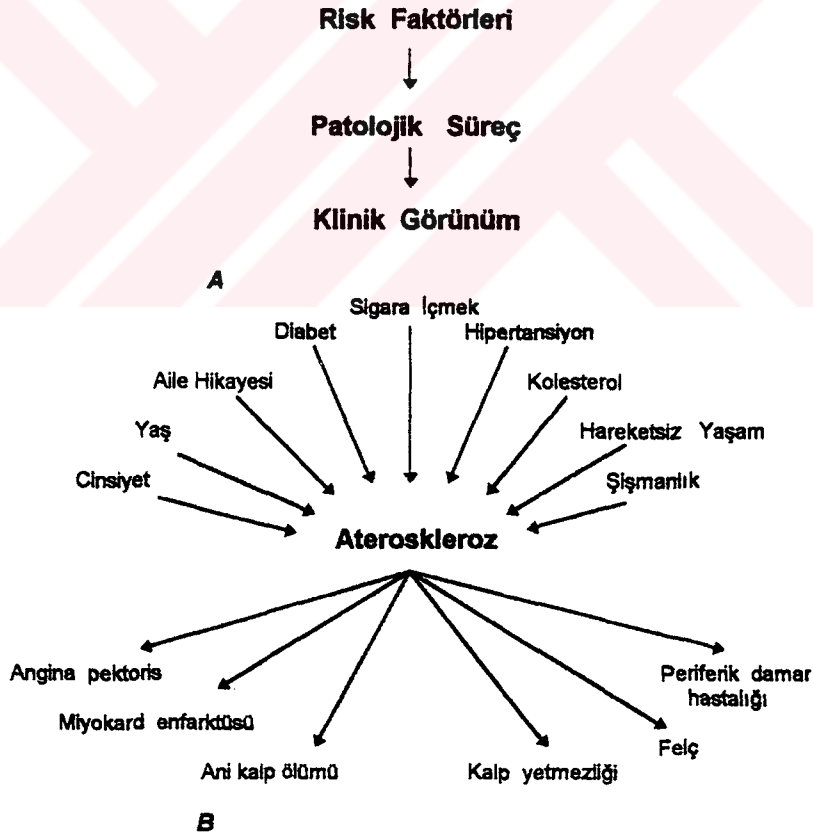 Risk Faktörleri
Patolojik Süreç
Klinik Görünüm
A
Sigara İçmek
Diabet
Hipertansiyon
Aile Hikayesi
Kolesterol
Yaş
Hareketsiz Yaşam
Cinsiyet
Şişmanlık
Ateroskleroz
Angina pektoris
Periferik damar
hastalığı
Miyokard enfarktüsü
Felç
Ani kalp ölümü
Kalp yetmezliği
B